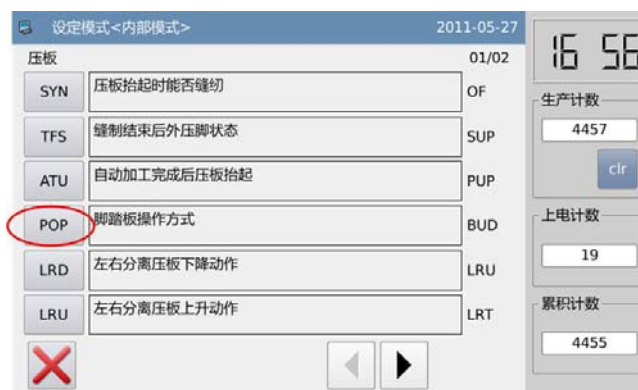 设定模式<内部模式> 2011-05-27
压板 01/02
SYN 压板抬起时能否缝纫 OF
TFS 缝制结束后外压脚状态 SUP
ATU 自动加工完成后压板抬起 PUP
POP 脚踏板操作方式 BUD
LRD 左右分离压板下降动作 LRU
LRU 左右分离压板上升动作 LRT
16 56
生产计数
4457
clr
上电计数
19
累积计数
4455